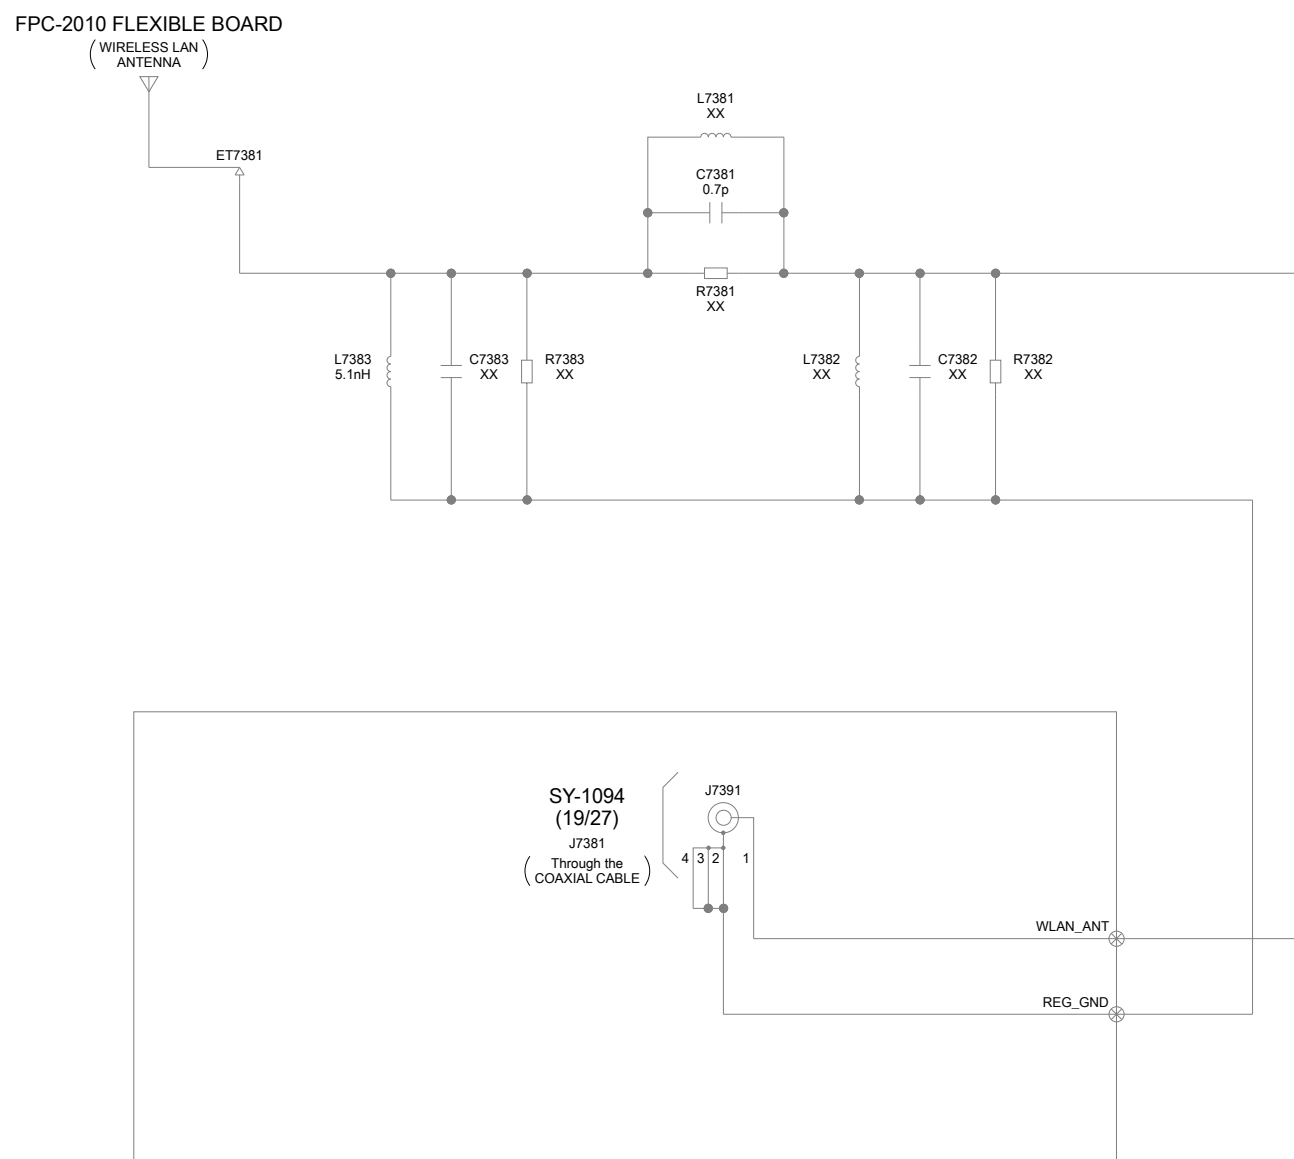 FPC-2010 FLEXIBLE BOARD
WIRELESS LAN
ANTENNA
ET7381
L7381
XX
C7381
0.7p
R7381
XX
L7383
5.1nH
C7383
XX
R7383
XX
L7382
XX
C7382
XX
R7382
XX
SY-1094
(19/27)
J7381
(Through the
COAXIAL CABLE)
J7391
4 3 2 1
WLAN_ANT
REG_GND